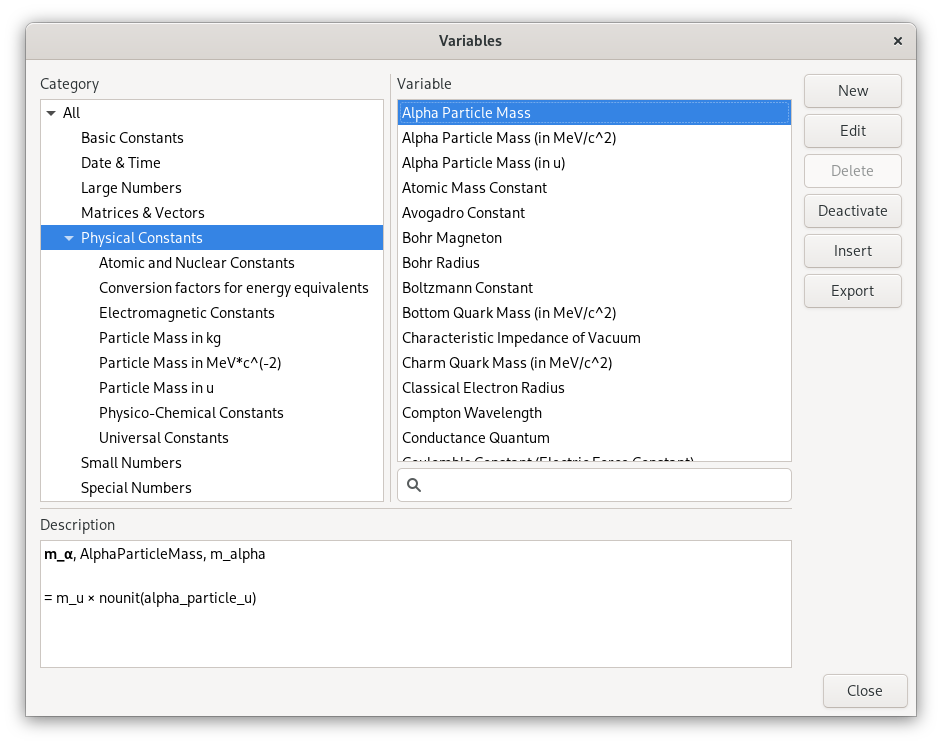 Variables
Category
All
Basic Constants
Date & Time
Large Numbers
Matrices & Vectors
Physical Constants
Atomic and Nuclear Constants
Conversion factors for energy equivalents
Electromagnetic Constants
Particle Mass in kg
Particle Mass in MeV*c^(-2)
Particle Mass in u
Physico-Chemical Constants
Universal Constants
Small Numbers
Special Numbers
Variable
Alpha Particle Mass
Alpha Particle Mass (in MeV/c^2)
Alpha Particle Mass (in u)
Atomic Mass Constant
Avogadro Constant
Bohr Magneton
Bohr Radius
Boltzmann Constant
Bottom Quark Mass (in MeV/c^2)
Characteristic Impedance of Vacuum
Charm Quark Mass (in MeV/c^2)
Classical Electron Radius
Compton Wavelength
Conductance Quantum
Coulomb's Constant (Electric Force Constant)
New
Edit
Delete
Deactivate
Insert
Export
Description
m_α, AlphaParticleMass, m_alpha
= m_u × nounit(alpha_particle_u)
Close